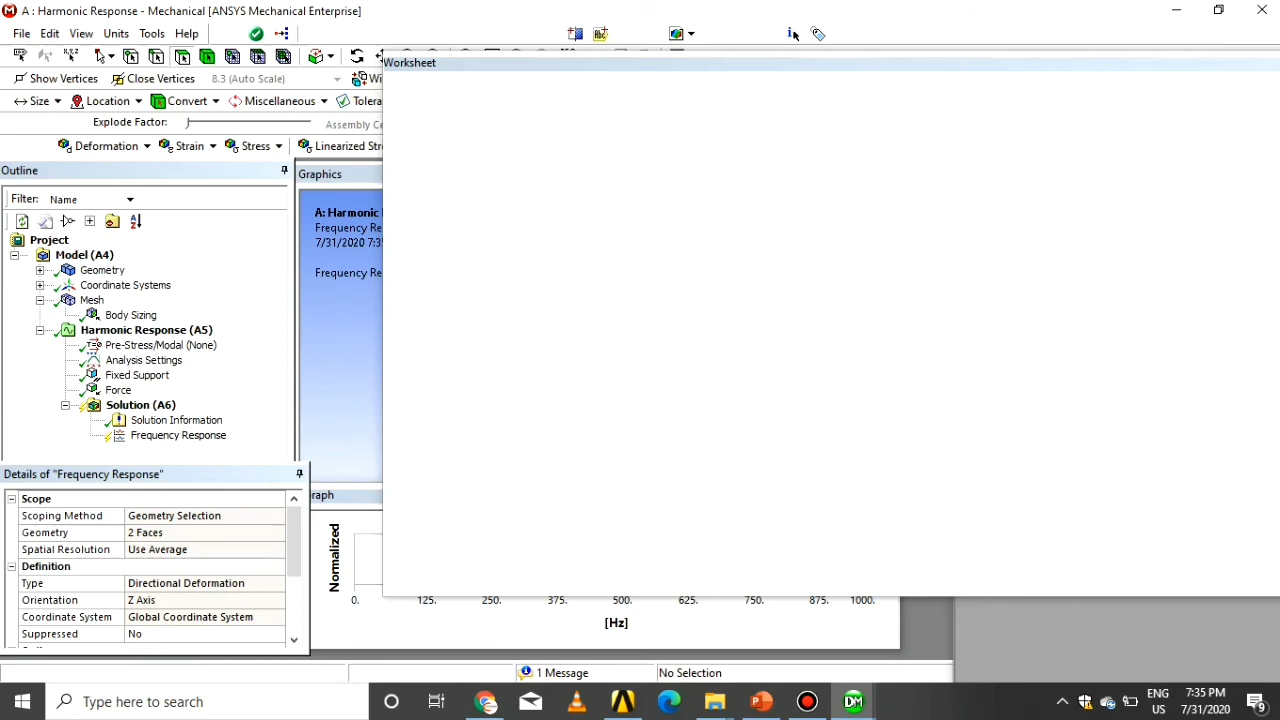 A : Harmonic Response - Mechanical [ANSYS Mechanical Enterprise]
File Edit View Units Tools Help
Show Vertices Close Vertices 8.3 (Auto Scale) Wi
Size Location Convert Miscellaneous Tolera
Explode Factor: Assembly Ce
Deformation Strain Stress Linearized Stre
Worksheet
Outline
Filter: Name
Project
Model (A4)
Geometry
Coordinate Systems
Mesh
Body Sizing
Harmonic Response (A5)
Pre-Stress/Modal (None)
Analysis Settings
Fixed Support
Force
Solution (A6)
Solution Information
Frequency Response
Graphics
A: Harmonic
Frequency Re
7/31/2020 7:35
Frequency Re
Details of "Frequency Response"
Scope
Scoping Method Geometry Selection
Geometry 2 Faces
Spatial Resolution Use Average
Definition
Type Directional Deformation
Orientation Z Axis
Coordinate System Global Coordinate System
Suppressed No
raph
Normalized
0. 125. 250. 375. 500. 625. 750. 875. 1000.
[Hz]
1 Message No Selection
Type here to search
ENG
US
7:35 PM
7/31/2020
9